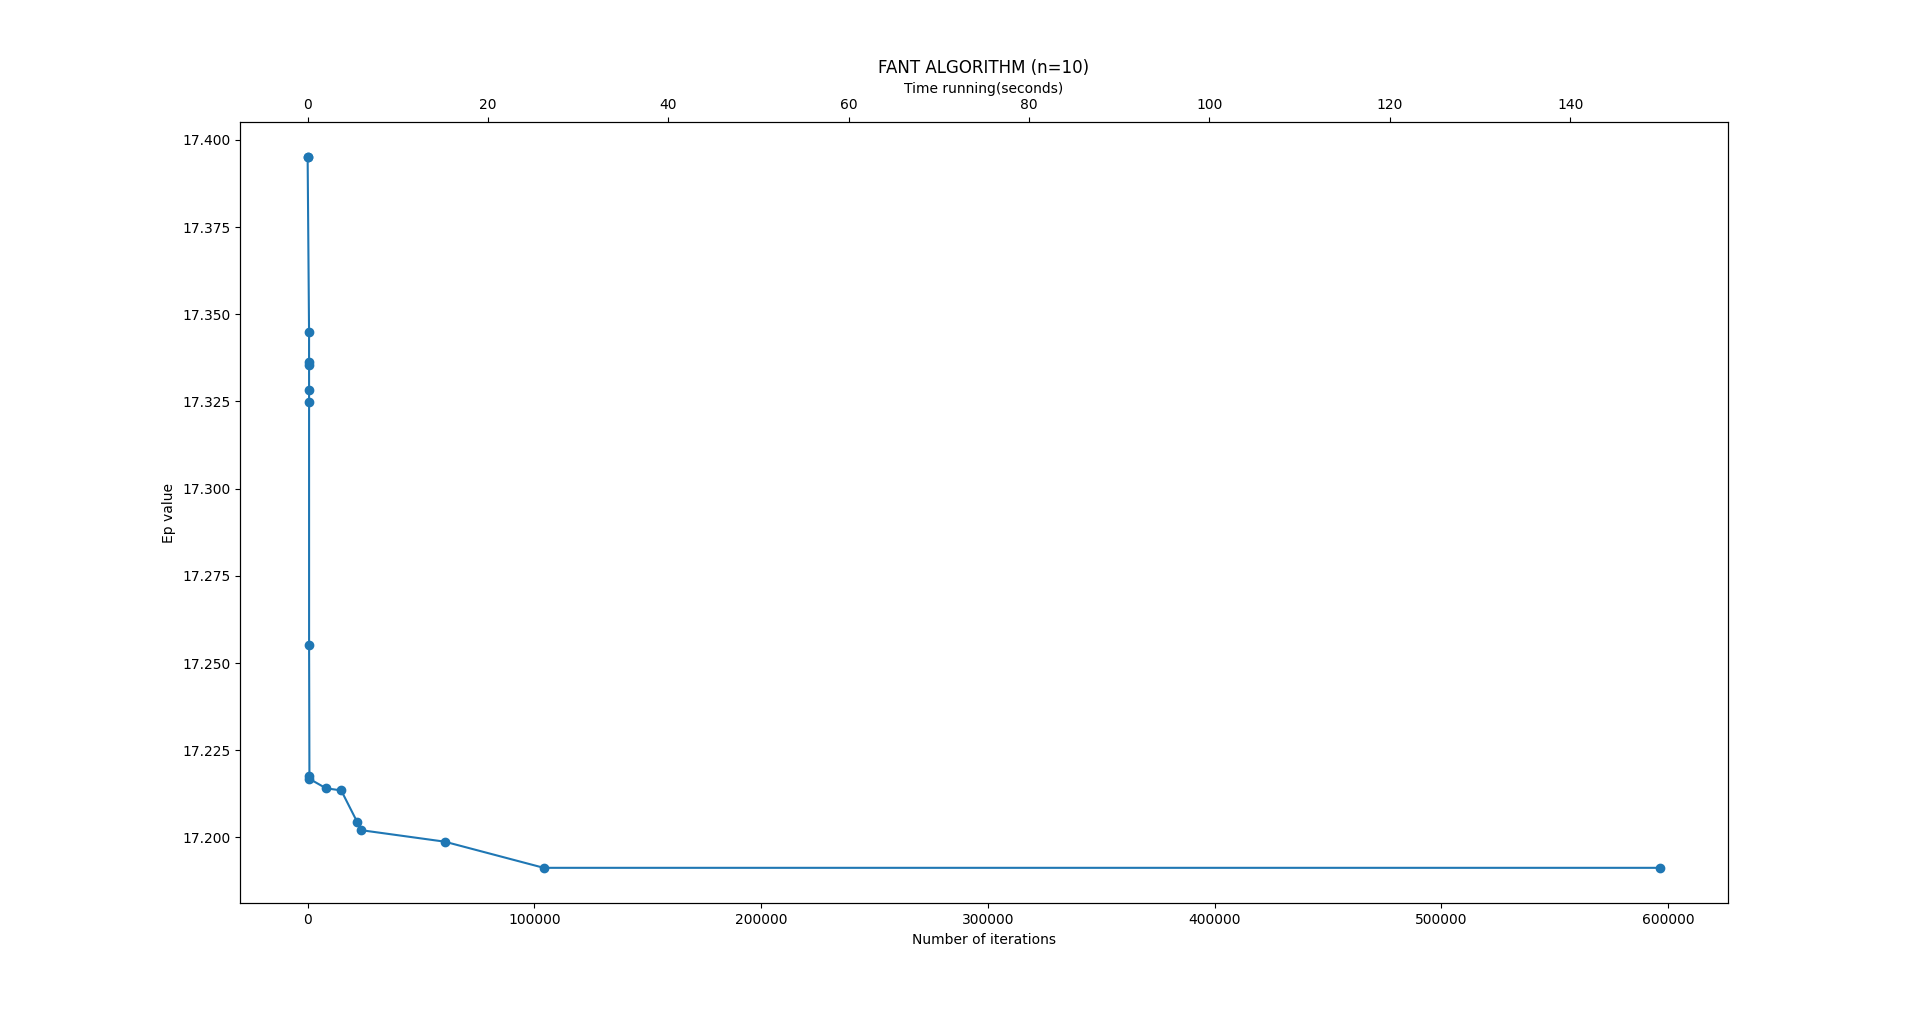 FANT ALGORITHM (n=10)
Time running(seconds)
0 20 40 60 80 100 120 140
17.400
17.375
17.350
17.325
17.300
Ep value
17.275
17.250
17.225
17.200
0 100000 200000 300000 400000 500000 600000
Number of iterations